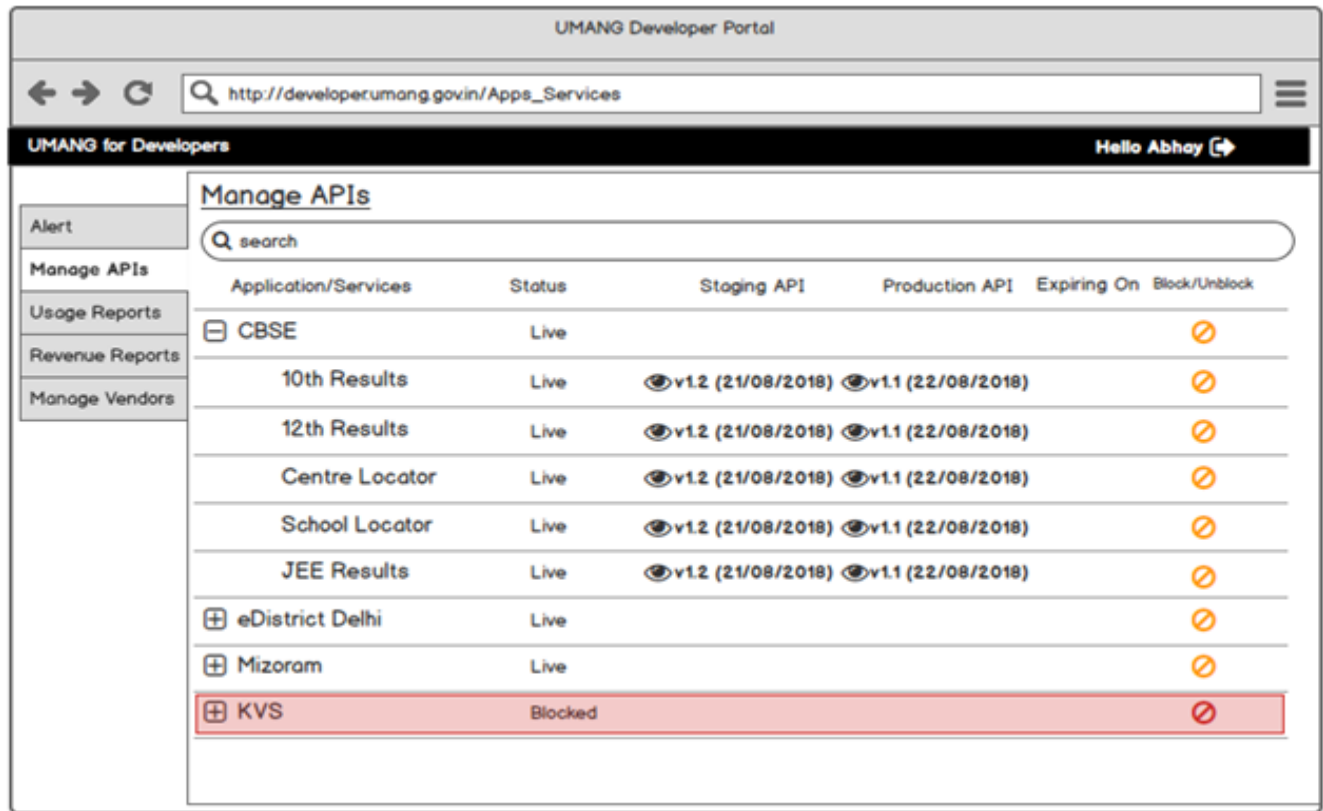 UMANG Developer Portal
http://developer.umang.gov.in/Apps_Services
UMANG for Developers Hello Abhay
Manage APIs
Alert
Manage APIs
Usage Reports
Revenue Reports
Manage Vendors
search
Application/Services Status Staging API Production API Expiring On Block/Unblock
CBSE Live
10th Results Live v1.2 (21/08/2018) v1.1 (22/08/2018)
12th Results Live v1.2 (21/08/2018) v1.1 (22/08/2018)
Centre Locator Live v1.2 (21/08/2018) v1.1 (22/08/2018)
School Locator Live v1.2 (21/08/2018) v1.1 (22/08/2018)
JEE Results Live v1.2 (21/08/2018) v1.1 (22/08/2018)
eDistrict Delhi Live
Mizoram Live
KVS Blocked